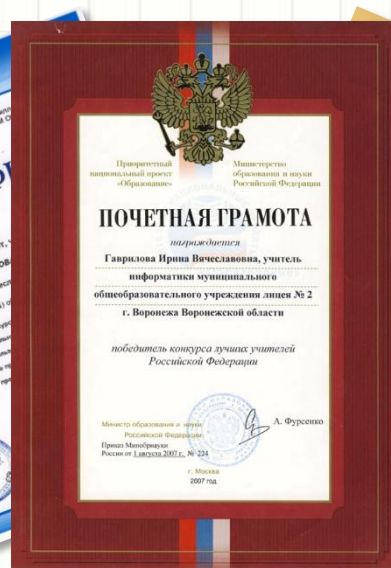 Приоритетный
национальный проект
«Образование»
Министерство
образования и науки
Российской Федерации
ПОЧЕТНАЯ ГРАМОТА
награждается
Гаврилова Ирина Вячеславовна, учитель
информатики муниципального
общеобразовательного учреждения лицея № 2
г. Воронежа Воронежской области
победитель конкурса лучших учителей
Российской Федерации
Министр образования и науки
Российской Федерации
А. Фурсенко
Приказ Минобрнауки
России от 1 августа 2007 г. № 224
г. Москва
2007 год